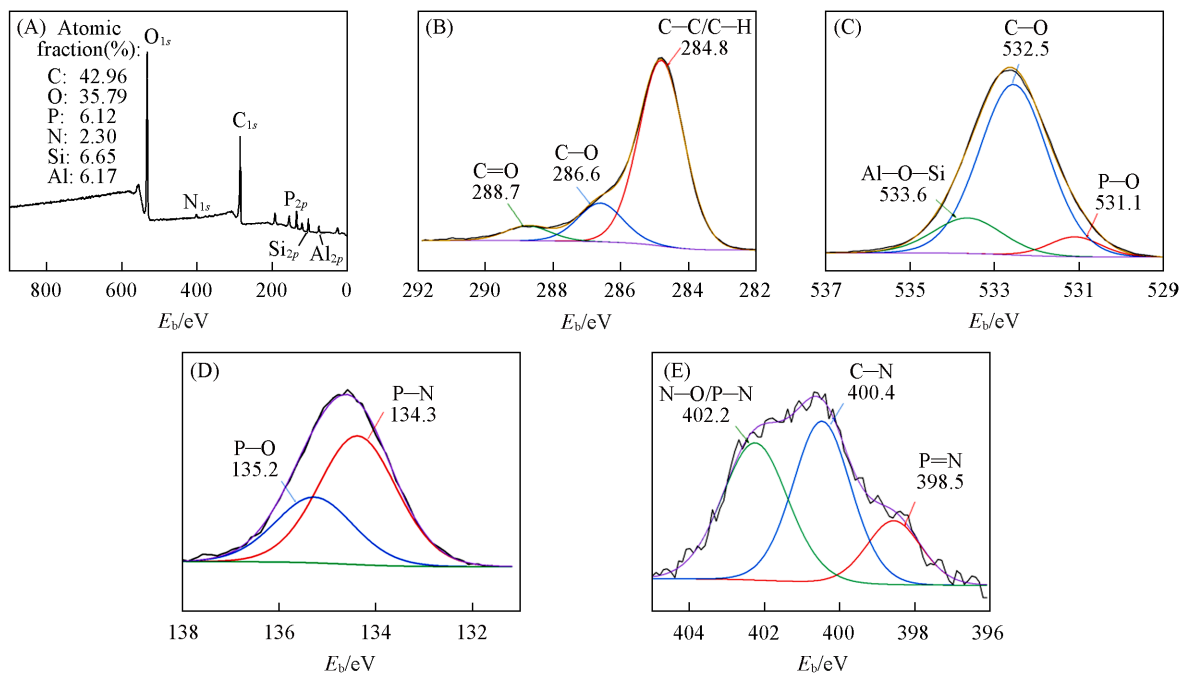 (A)
Atomic
fraction(%):
C: 42.96
O: 35.79
P: 6.12
N: 2.30
Si: 6.65
Al: 6.17
O1s
C1s
N1s
P2p
Si2p
Al2p
800 600 400 200 0
Eb/eV
(B)
C—C/C—H
284.8
C—O
286.6
C=O
288.7
292 290 288 286 284 282
Eb/eV
(C)
C—O
532.5
Al—O—Si
533.6
P—O
531.1
537 535 533 531 529
Eb/eV
(D)
P—N
134.3
P—O
135.2
138 136 134 132
Eb/eV
(E)
C—N
400.4
N—O/P—N
402.2
P=N
398.5
404 402 400 398 396
Eb/eV